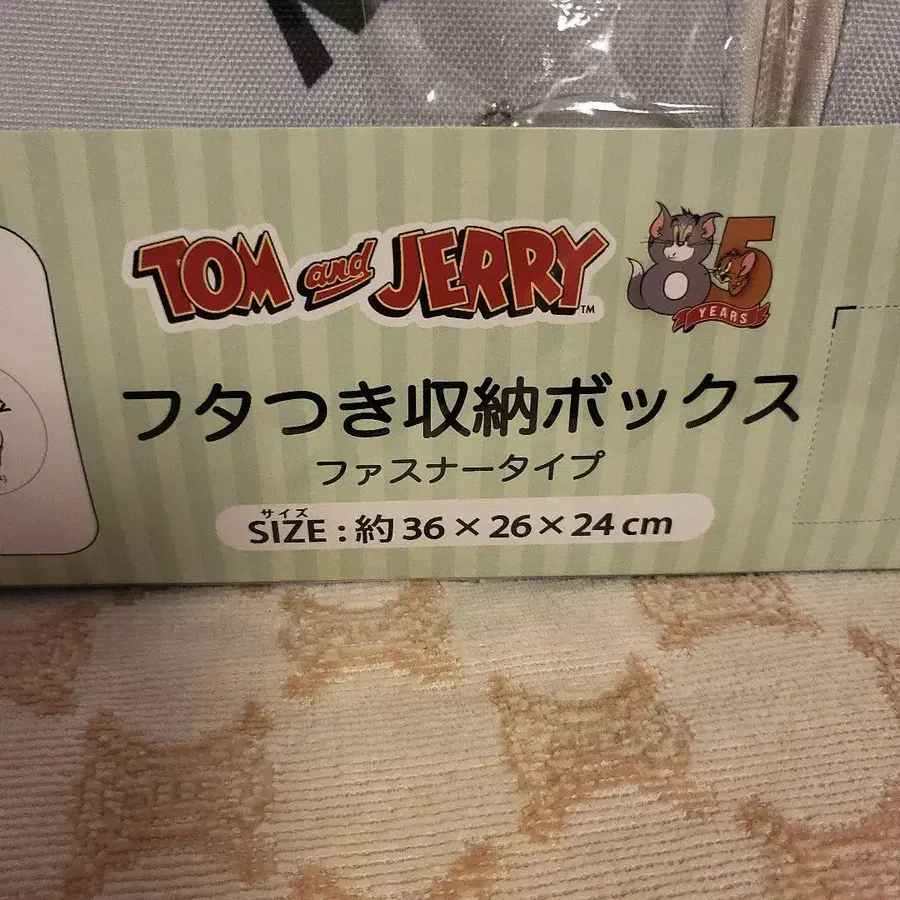 TOM and JERRY™
85
YEARS
フタつき収納ボックス
ファスナータイプ
サイズ
SIZE : 約 36 × 26 × 24 cm